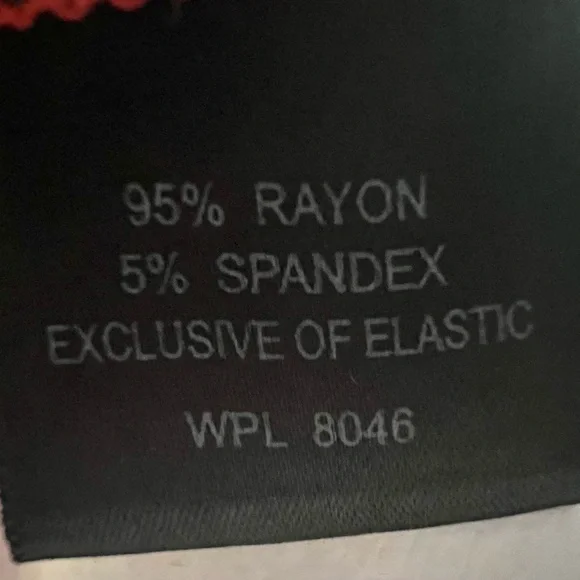 95% RAYON
5% SPANDEX
EXCLUSIVE OF ELASTIC
WPL 8046